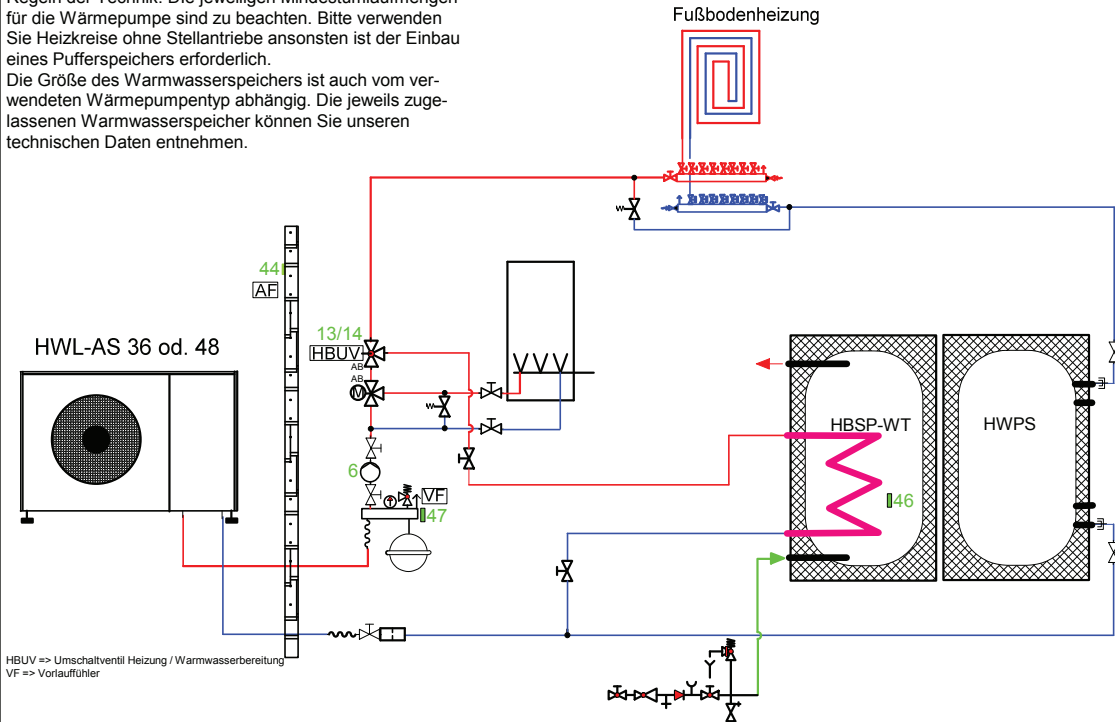 Regeln der Technik. Die jeweiligen Mindestumlaufmengen
für die Wärmepumpe sind zu beachten. Bitte verwenden
Sie Heizkreise ohne Stellantriebe ansonsten ist der Einbau
eines Pufferspeichers erforderlich.
Die Größe des Warmwasserspeichers ist auch vom ver-
wendeten Wärmepumpentyp abhängig. Die jeweils zuge-
lassenen Warmwasserspeicher können Sie unseren
technischen Daten entnehmen.
Fußbodenheizung
44
AF
13/14
HBUV
AB
AB
M
HWL-AS 36 od. 48
HBSP-WT
HWPS
6
VF
47
46
HBUV => Umschaltventil Heizung / Warmwasserbereitung
VF => Vorlauffühler